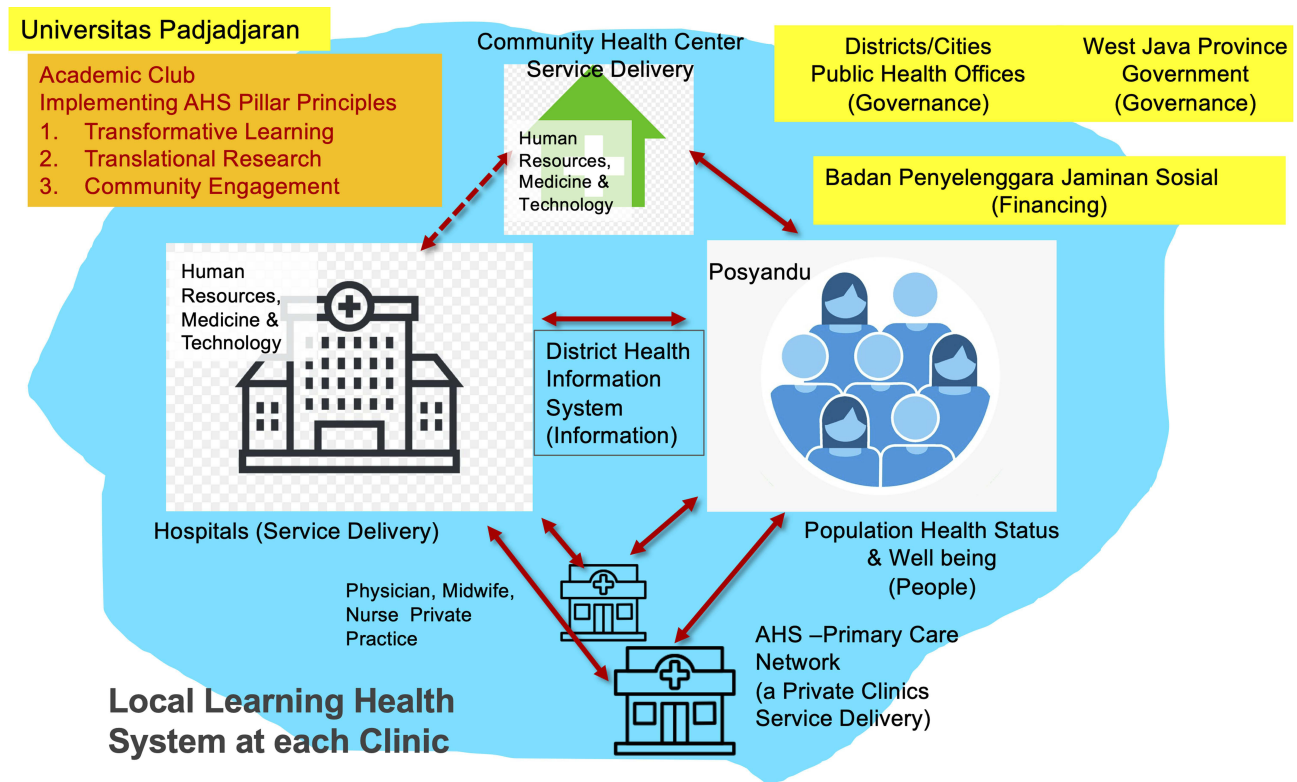 Universitas Padjadjaran
Academic Club
Implementing AHS Pillar Principles
1. Transformative Learning
2. Translational Research
3. Community Engagement
Community Health Center
Service Delivery
Human
Resources,
Medicine &
Technology
Districts/Cities
Public Health Offices
(Governance)
West Java Province
Government
(Governance)
Badan Penyelenggara Jaminan Sosial
(Financing)
Human
Resources,
Medicine &
Technology
Hospitals (Service Delivery)
District Health
Information
System
(Information)
Posyandu
Population Health Status
& Well being
(People)
Physician, Midwife,
Nurse Private
Practice
AHS –Primary Care
Network
(a Private Clinics
Service Delivery)
Local Learning Health
System at each Clinic